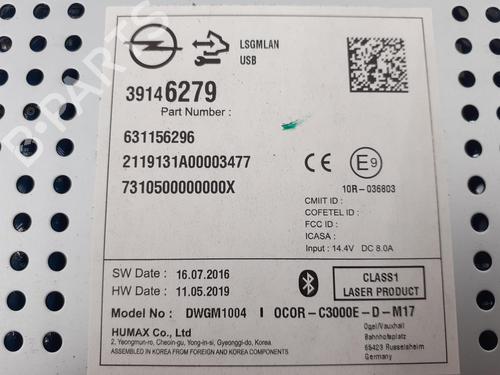 LSGMLAN
USB
39146279
Part Number :
631156296
2119131A00003477
7310500000000X
E9
10R-036803
CMIIT ID :
COFETEL ID :
FCC ID :
ICASA :
Input : 14.4V DC 8.0A
SW Date : 16.07.2016
HW Date : 11.05.2019
CLASS1
LASER PRODUCT
Model No : DWGM1004 I OCOR-C3000E-D-M17
HUMAX Co., Ltd
2, Yeongmun-ro, Cheoin-gu, Yong-in-si, Gyeonggi-do, Korea
ASSEMBLED IN KOREA FROM FOREIGN AND KOREAN COMPONENTS
Opel/Vauxhall
Bahnhofsplatz
65423 Russelsheim
Germany